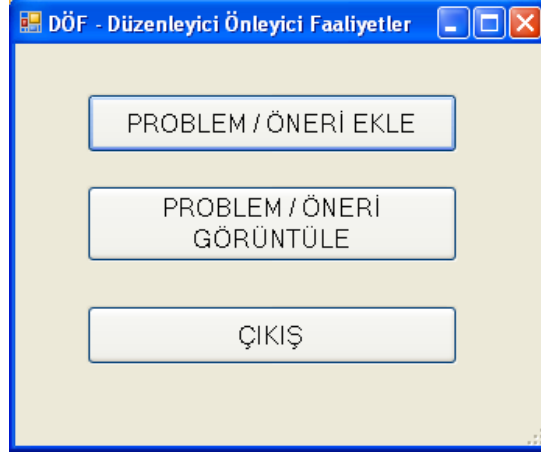 DÖF - Düzenleyici Önleyici Faaliyetler
PROBLEM / ÖNERİ EKLE
PROBLEM / ÖNERİ
GÖRÜNTÜLE
ÇIKIŞ